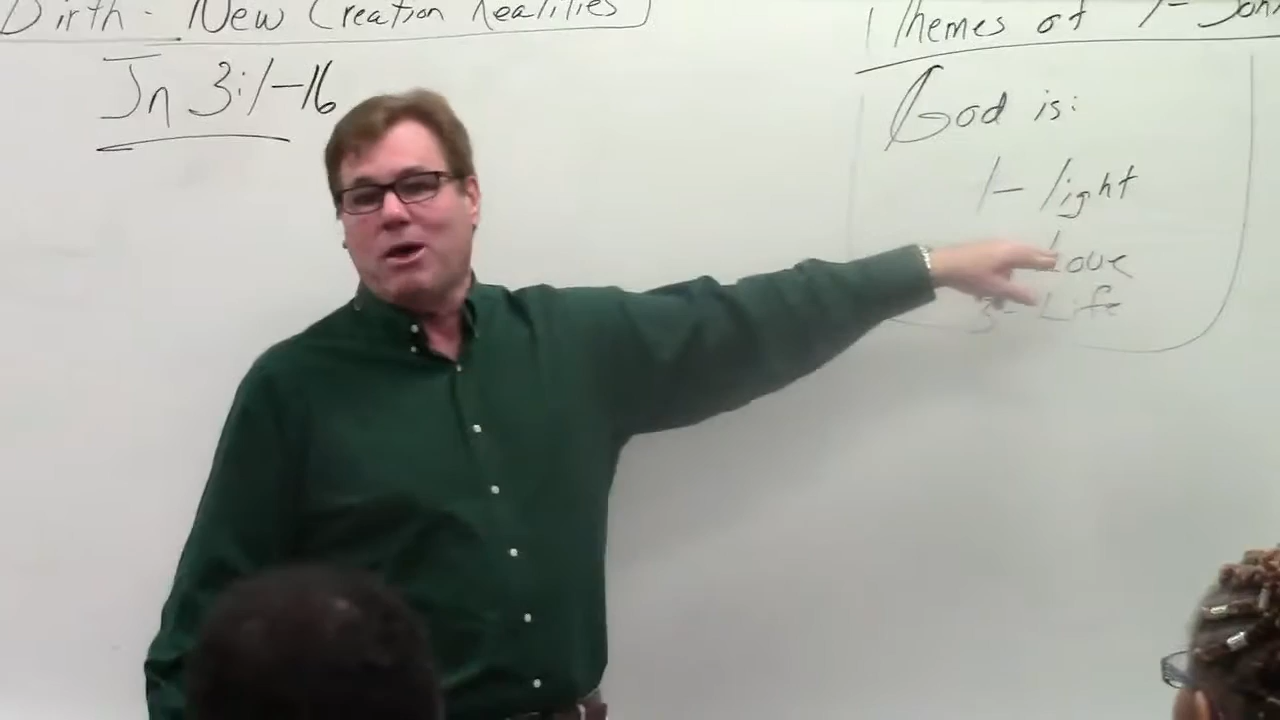 Birth - New Creation Realities
Jn 3:1-16
Themes of 1-John
God is:
1- light
Love
3- Life